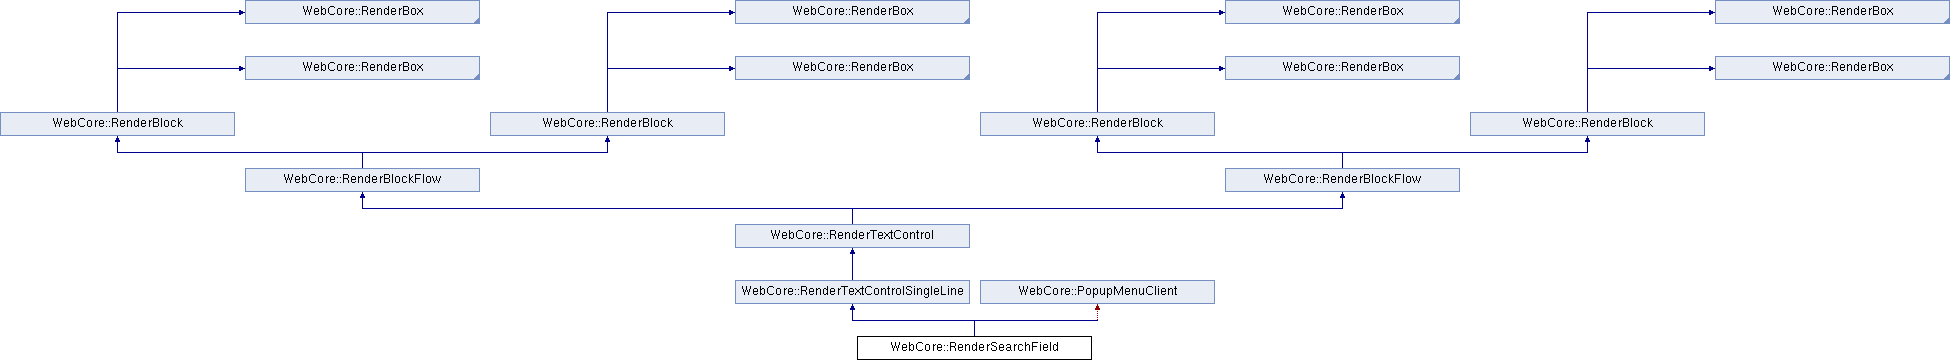 WebCore::RenderBox
WebCore::RenderBox
WebCore::RenderBox
WebCore::RenderBox
WebCore::RenderBox
WebCore::RenderBox
WebCore::RenderBox
WebCore::RenderBox
WebCore::RenderBlock
WebCore::RenderBlock
WebCore::RenderBlock
WebCore::RenderBlock
WebCore::RenderBlockFlow
WebCore::RenderBlockFlow
WebCore::RenderTextControl
WebCore::RenderTextControlSingleLine
WebCore::PopupMenuClient
WebCore::RenderSearchField